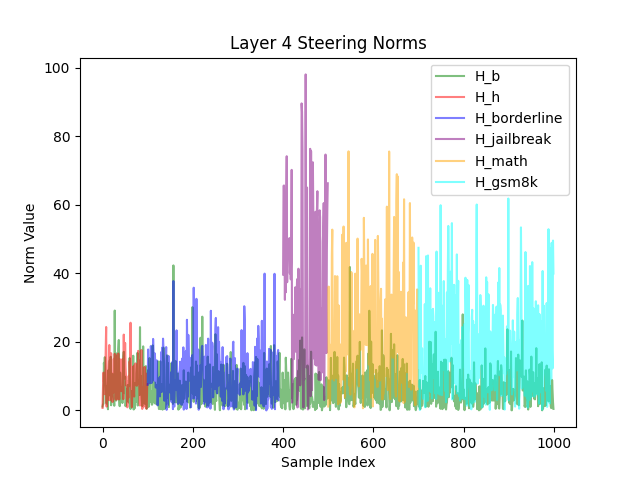 Layer 4 Steering Norms
H_b
H_h
H_borderline
H_jailbreak
H_math
H_gsm8k
Norm Value
100
80
60
40
20
0
0 200 400 600 800 1000
Sample Index